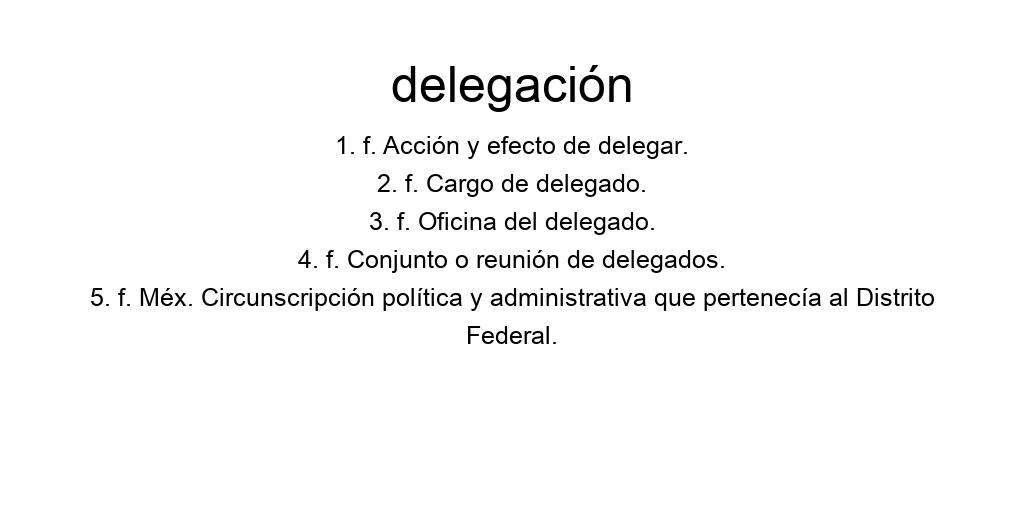 delegación
1. f. Acción y efecto de delegar.
2. f. Cargo de delegado.
3. f. Oficina del delegado.
4. f. Conjunto o reunión de delegados.
5. f. Méx. Circunscripción política y administrativa que pertenecía al Distrito
Federal.